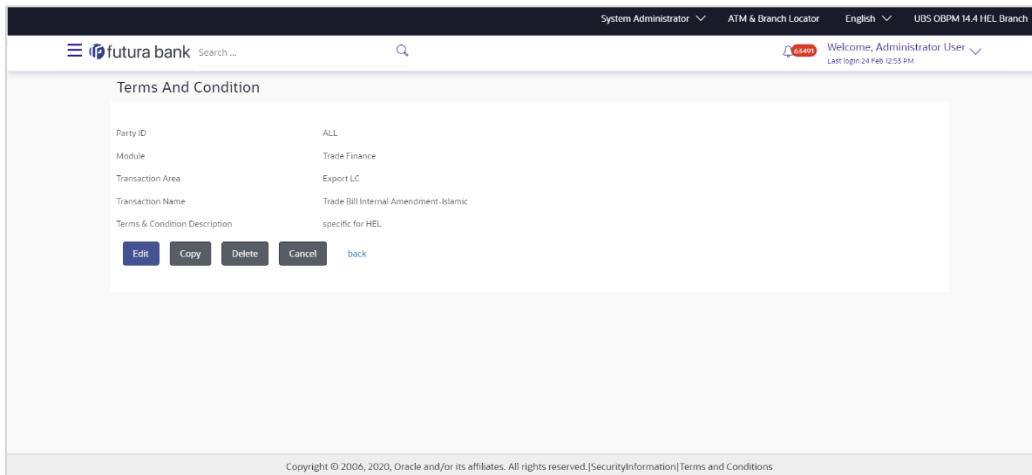 System Administrator ATM & Branch Locator English UBS OBPM 14.4 HEL Branch
futura bank Search ... 63491 Welcome, Administrator User
Last login 24 Feb 12:53 PM
Terms And Condition
Party ID ALL
Module Trade Finance
Transaction Area Export LC
Transaction Name Trade Bill Internal Amendment-Islamic
Terms & Condition Description specific for HEL
Edit Copy Delete Cancel back
Copyright © 2006, 2020, Oracle and/or its affiliates. All rights reserved.|SecurityInformation|Terms and Conditions